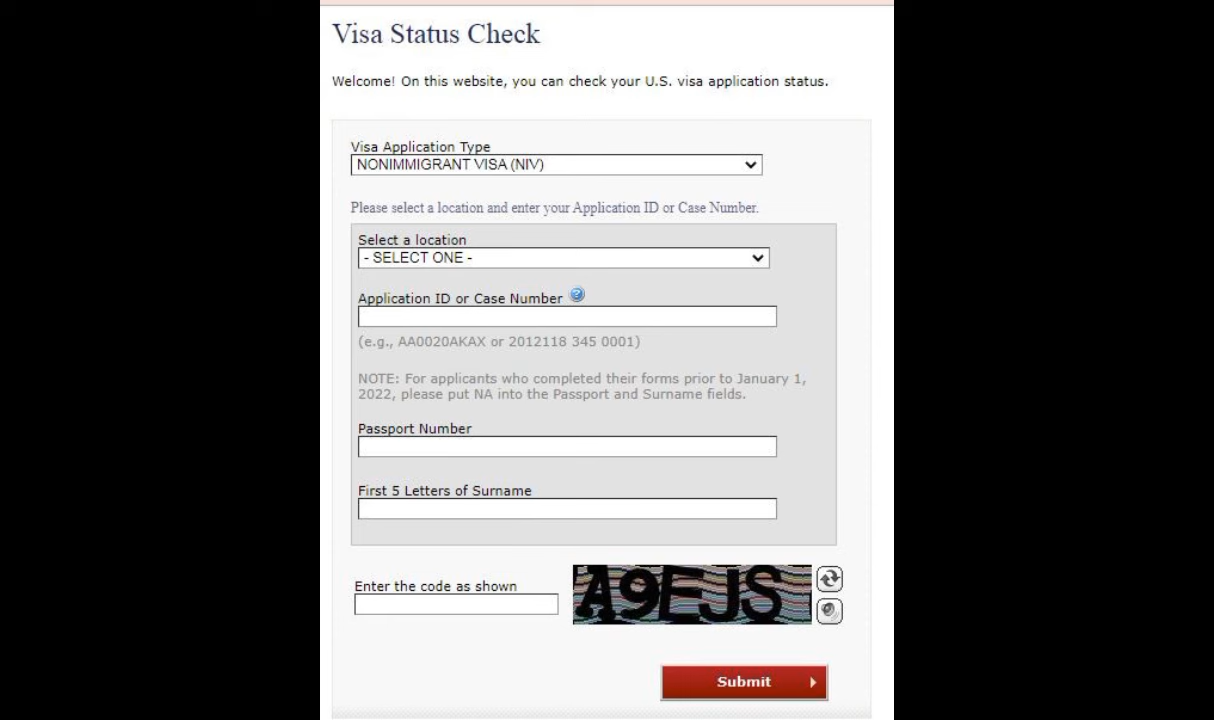 Visa Status Check
Welcome! On this website, you can check your U.S. visa application status.
Visa Application Type
NONIMMIGRANT VISA (NIV)
Please select a location and enter your Application ID or Case Number.
Select a location
- SELECT ONE -
Application ID or Case Number
(e.g., AA0020AKAX or 2012118 345 0001)
NOTE: For applicants who completed their forms prior to January 1,
2022, please put NA into the Passport and Surname fields.
Passport Number
First 5 Letters of Surname
Enter the code as shown
A9EJS
Submit